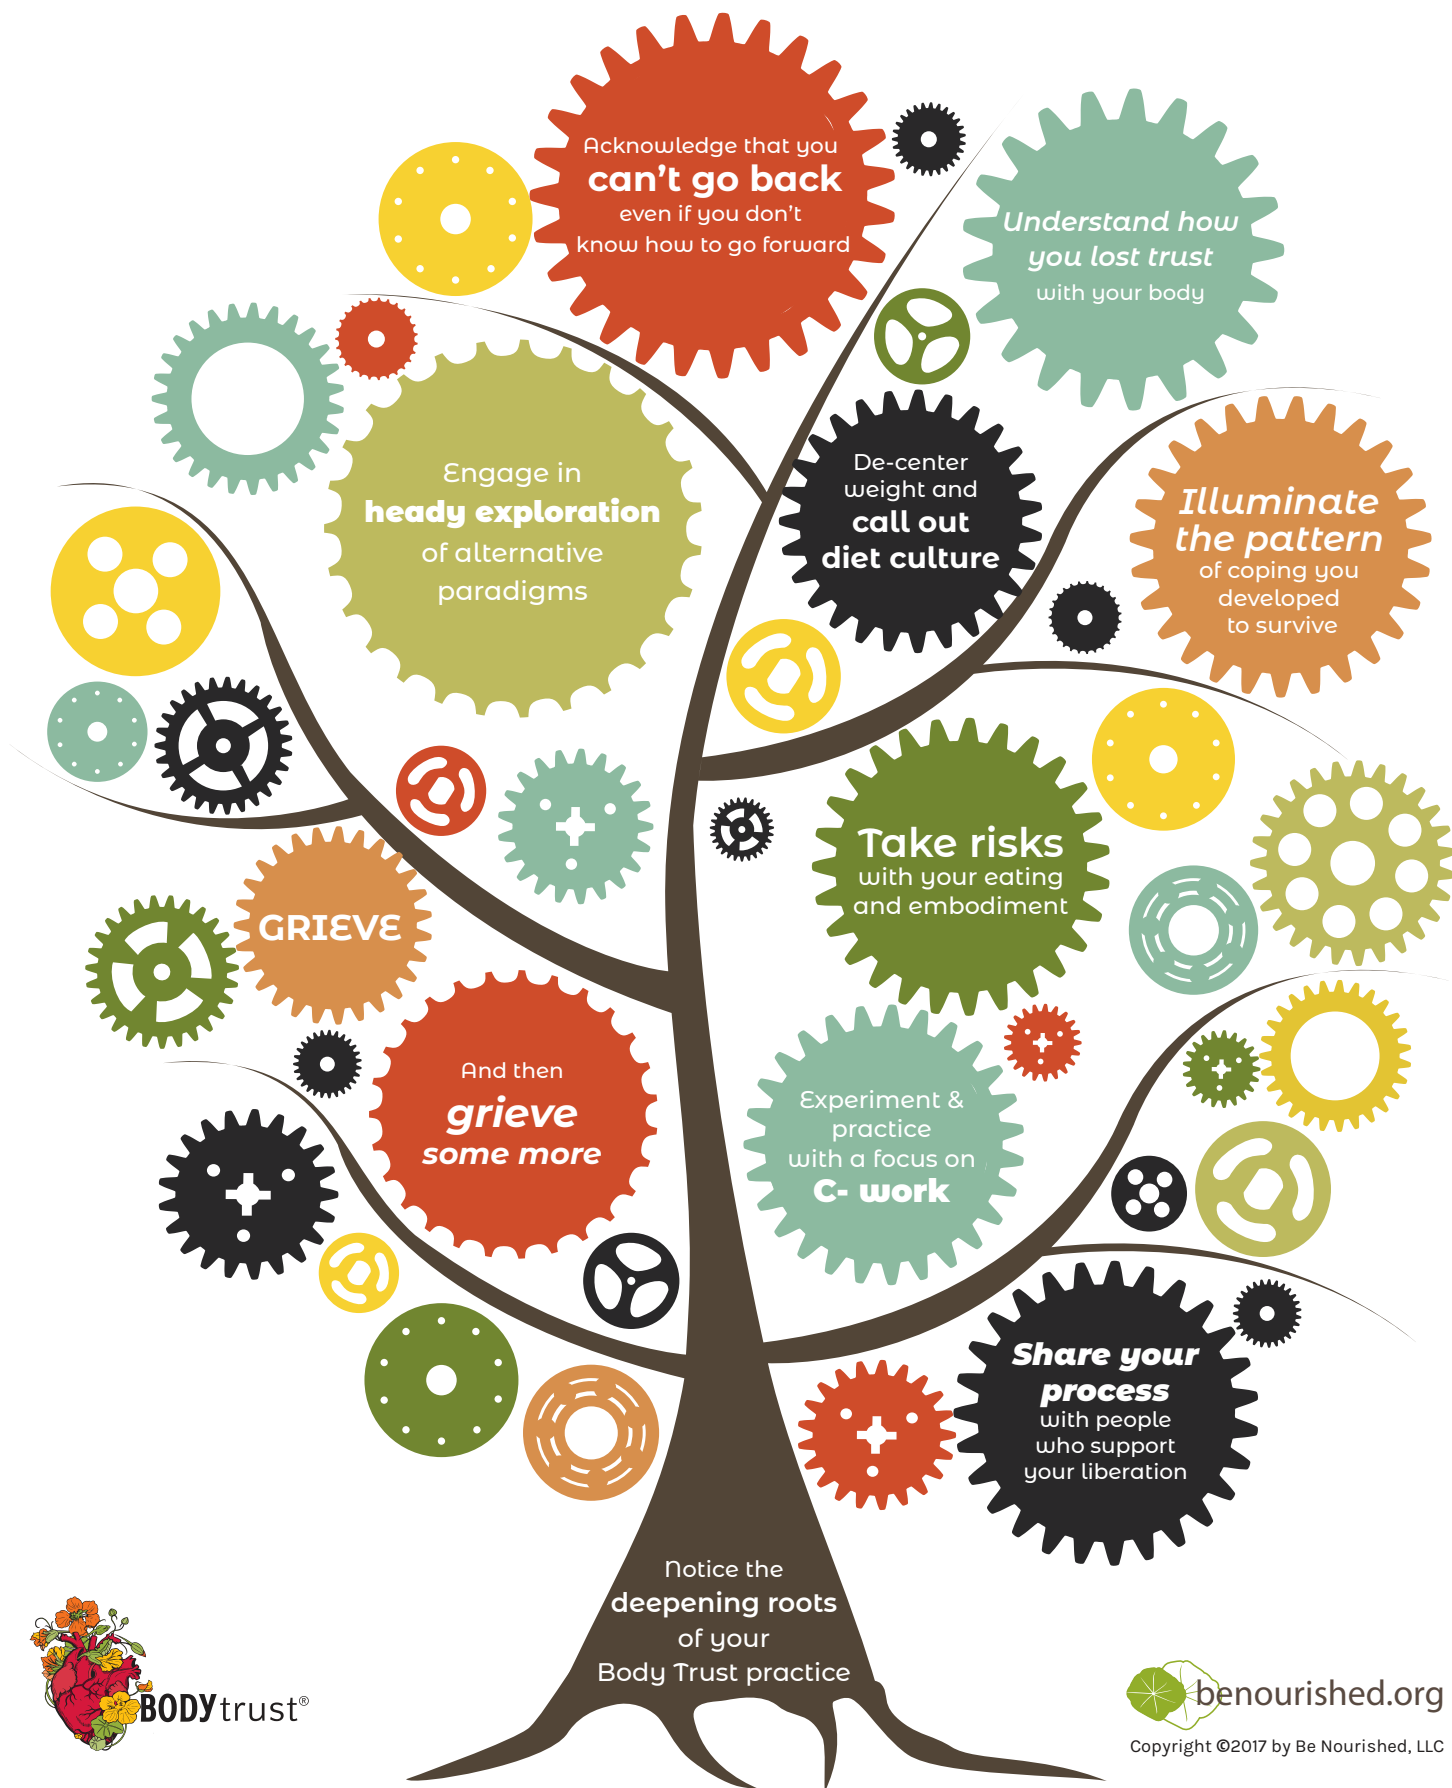 Acknowledge that you
can't go back
even if you don't
know how to go forward
Understand how
you lost trust
with your body
Engage in
heady exploration
of alternative
paradigms
De-center
weight and
call out
diet culture
Illuminate
the pattern
of coping you
developed
to survive
Take risks
with your eating
and embodiment
GRIEVE
And then
grieve
some more
Experiment &
practice
with a focus on
C- work
Share your
process
with people
who support
your liberation
Notice the
deepening roots
of your
Body Trust practice
BODYtrust®
benourished.org
Copyright ©2017 by Be Nourished, LLC